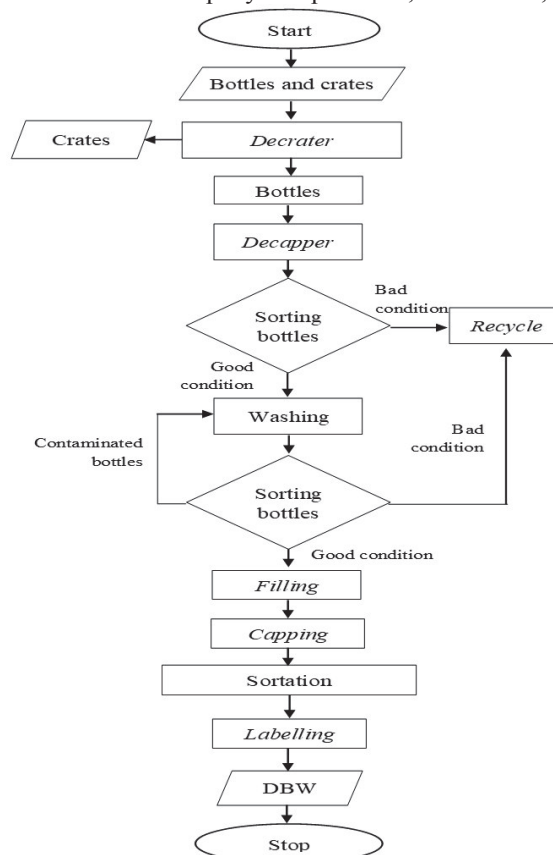 Start
Bottles and crates
Crates
Decrater
Bottles
Decapper
Bad
condition
Sorting
bottles
Recycle
Good
condition
Washing
Contaminated
bottles
Bad
condition
Sorting
bottles
Good condition
Filling
Capping
Sortation
Labelling
DBW
Stop